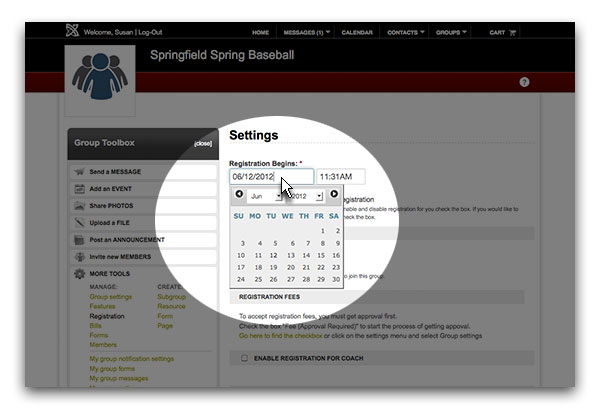 Welcome, Susan | Log-Out
HOME MESSAGES (1) CALENDAR CONTACTS GROUPS CART
Springfield Spring Baseball
?
Group Toolbox [close]
Send a MESSAGE
Add an EVENT
Share PHOTOS
Upload a FILE
Post an ANNOUNCEMENT
Invite new MEMBERS
MORE TOOLS
MANAGE:
Group settings
Features
Registration
Bills
Forms
Members
Subgroup
Resource
Form
Page
My group notification settings
My group forms
My group messages
Settings
Registration Begins: *
06/12/2012 11:31AM
Jun 2012
SU MO TU WE TH FR SA
1 2
3 4 5 6 7 8 9
10 11 12 13 14 15 16
17 18 19 20 21 22 23
24 25 26 27 28 29 30
registration
enable and disable registration for you check the box. If you would like to
check the box.
to join this group.
REGISTRATION FEES
To accept registration fees, you must get approval first.
Check the box "Fee (Approval Required)" to start the process of getting approval.
Go here to find the checkbox or click on the settings menu and select Group settings
ENABLE REGISTRATION FOR COACH